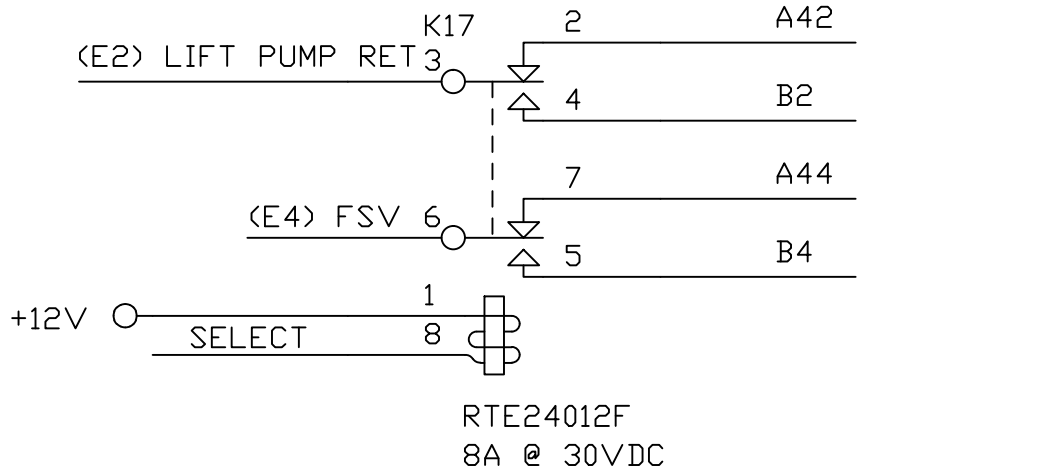 K17
2 A42
(E2) LIFT PUMP RET 3
4 B2
7 A44
(E4) FSV 6
5 B4
1
+12V
SELECT 8
RTE24012F
8A @ 30VDC